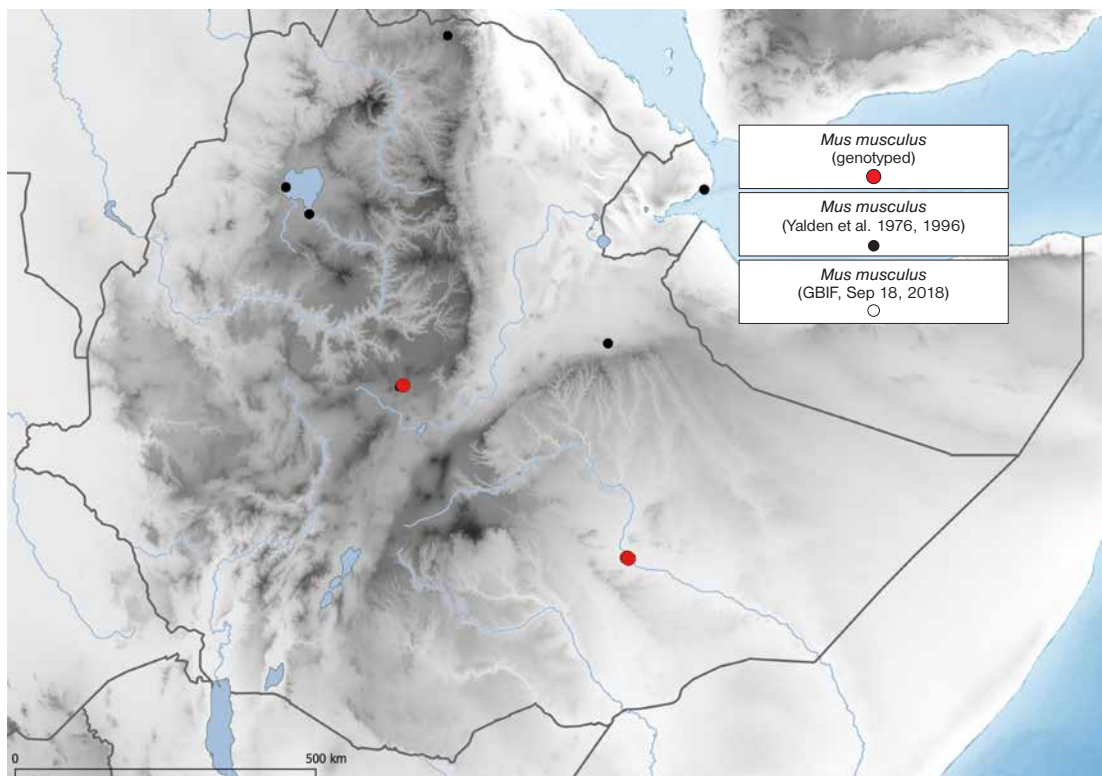 Mus musculus
(genotyped)
Mus musculus
(Yalden et al. 1976, 1996)
Mus musculus
(GBIF, Sep 18, 2018)
0
500 km